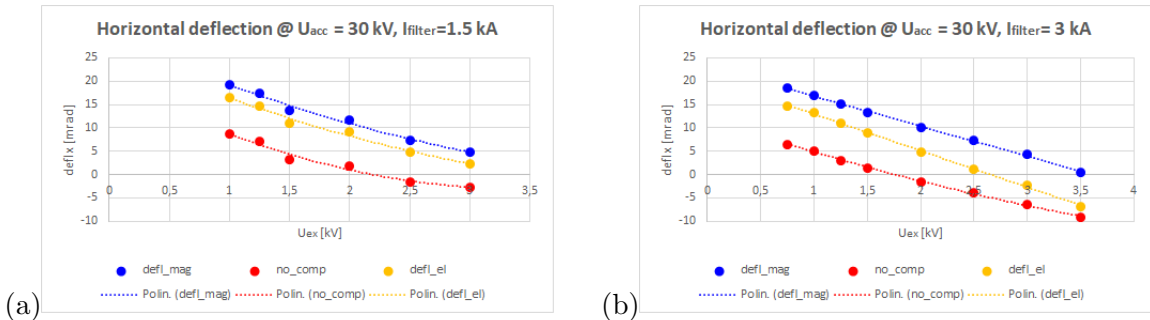 Horizontal deflection @ Uacc = 30 kV, Ifilter=1.5 kA
25
20
15
10
5
0
-5
-10
deflx [mrad]
0
0,5
1
1,5
2
2,5
3
3,5
Uex [kV]
defl_mag
no_comp
defl_el
Polin. (defl_mag)
Polin. (no_comp)
Polin. (defl_el)
(a)
Horizontal deflection @ Uacc = 30 kV, Ifilter= 3 kA
25
20
15
10
5
0
-5
-10
deflx [mrad]
0
0,5
1
1,5
2
2,5
3
3,5
4
Uex [kV]
defl_mag
no_comp
defl_el
Polin. (defl_mag)
Polin. (no_comp)
Polin. (defl_el)
(b)